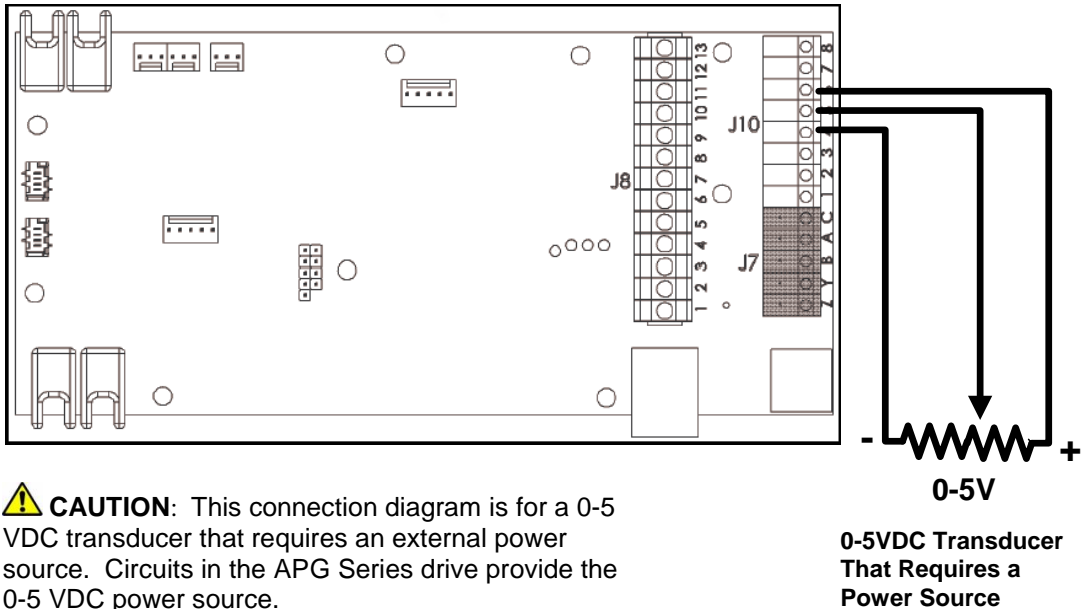 13
12
11
10
9
8
7
6
5
4
3
2
1
J8
8
7
3
2
1
J10
C
A
B
Y
Z
J7
-
+
0-5V
CAUTION: This connection diagram is for a 0-5
VDC transducer that requires an external power
source. Circuits in the APG Series drive provide the
0-5 VDC power source.
0-5VDC Transducer
That Requires a
Power Source